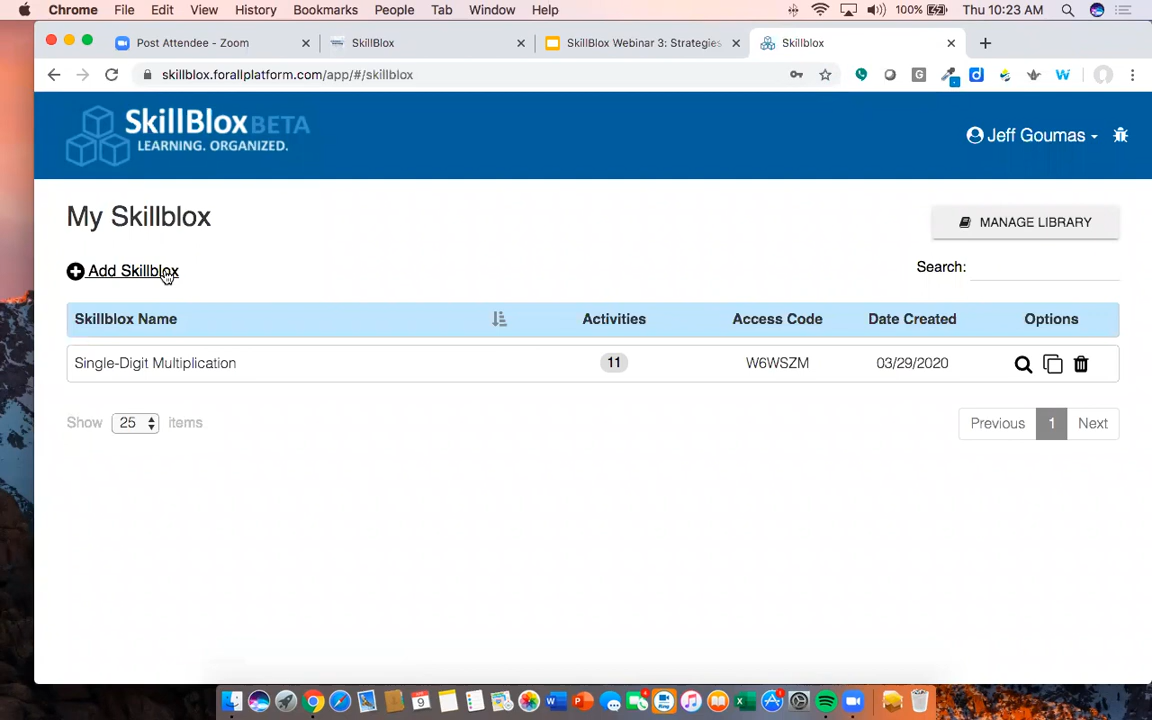 Chrome File Edit View History Bookmarks People Tab Window Help 100% Thu 10:23 AM
Post Attendee - Zoom SkillBlox SkillBlox Webinar 3: Strategies Skillblox
skillblox.forallplatform.com/app/#/skillblox
SkillBlox BETA
LEARNING. ORGANIZED.
Jeff Goumas
My Skillblox
MANAGE LIBRARY
Add Skillblox
Search:
Skillblox Name Activities Access Code Date Created Options
Single-Digit Multiplication 11 W6WSZM 03/29/2020
Show 25 items Previous 1 Next